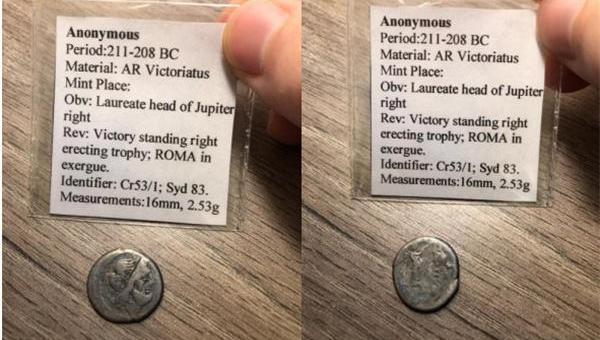 Anonymous
Period:211-208 BC
Material: AR Victoriatus
Mint Place:
Obv: Laureate head of Jupiter
right
Rev: Victory standing right
erecting trophy; ROMA in
exergue.
Identifier: Cr53/1; Syd 83.
Measurements:16mm, 2.53g
Anonymous
Period:211-208 BC
Material: AR Victoriatus
Mint Place:
Obv: Laureate head of Jupiter
right
Rev: Victory standing right
erecting trophy; ROMA in
exergue.
Identifier: Cr53/1; Syd 83.
Measurements:16mm, 2.53g